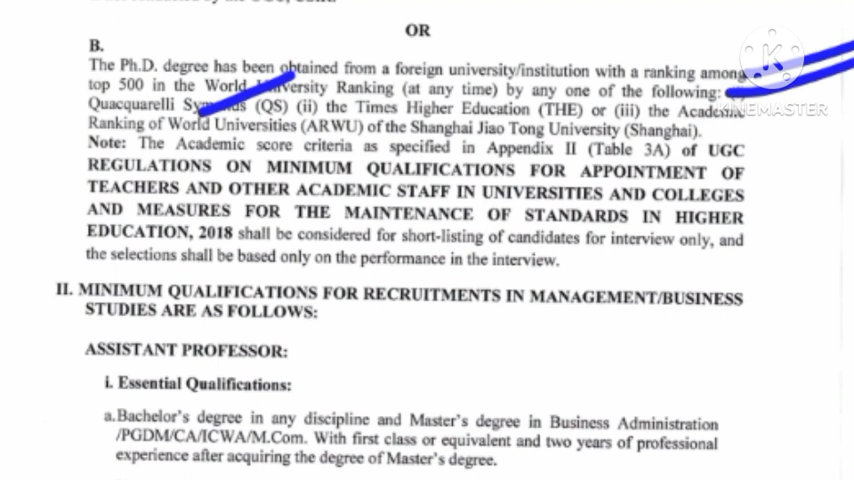 OR
B.
The Ph.D. degree has been obtained from a foreign university/institution with a ranking among
top 500 in the World University Ranking (at any time) by any one of the following:
Quacquarelli Symonds (QS) (ii) the Times Higher Education (THE) or (iii) the Academic
Ranking of World Universities (ARWU) of the Shanghai Jiao Tong University (Shanghai).
Note: The Academic score criteria as specified in Appendix II (Table 3A) of UGC
REGULATIONS ON MINIMUM QUALIFICATIONS FOR APPOINTMENT OF
TEACHERS AND OTHER ACADEMIC STAFF IN UNIVERSITIES AND COLLEGES
AND MEASURES FOR THE MAINTENANCE OF STANDARDS IN HIGHER
EDUCATION, 2018 shall be considered for short-listing of candidates for interview only, and
the selections shall be based only on the performance in the interview.
II. MINIMUM QUALIFICATIONS FOR RECRUITMENTS IN MANAGEMENT/BUSINESS
STUDIES ARE AS FOLLOWS:
ASSISTANT PROFESSOR:
i. Essential Qualifications:
a. Bachelor's degree in any discipline and Master's degree in Business Administration
/PGDM/CA/ICWA/M.Com. With first class or equivalent and two years of professional
experience after acquiring the degree of Master's degree.
K
KINEMASTER